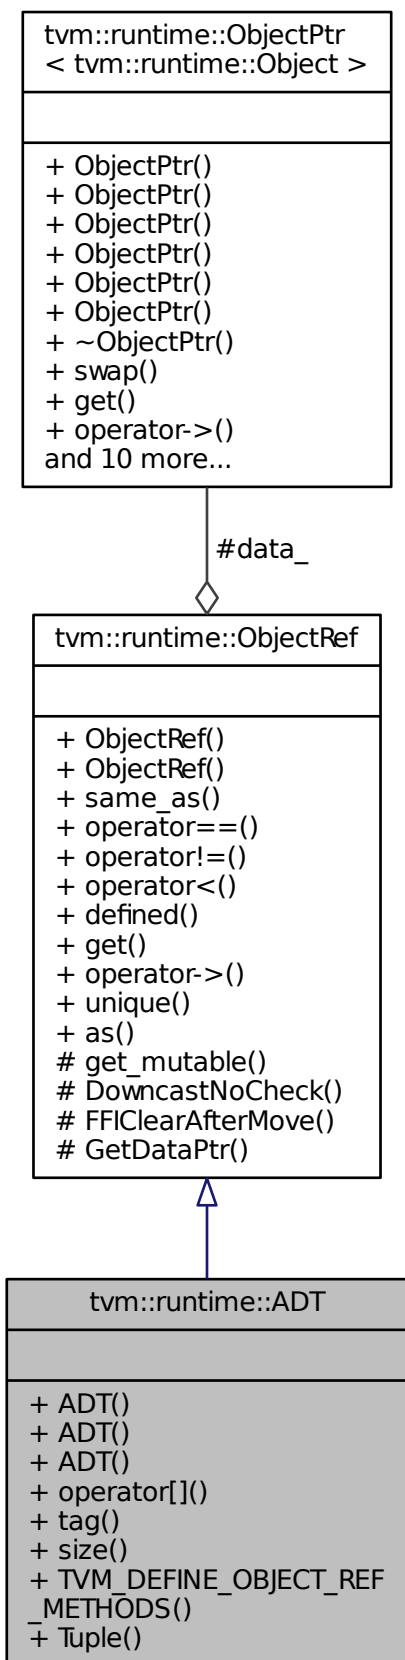 tvm::runtime::ObjectPtr
< tvm::runtime::Object >
+ ObjectPtr()
+ ObjectPtr()
+ ObjectPtr()
+ ObjectPtr()
+ ObjectPtr()
+ ObjectPtr()
+ ~ObjectPtr()
+ swap()
+ get()
+ operator->()
and 10 more...
#data_
tvm::runtime::ObjectRef
+ ObjectRef()
+ ObjectRef()
+ same_as()
+ operator==()
+ operator!=()
+ operator<()
+ defined()
+ get()
+ operator->()
+ unique()
+ as()
# get_mutable()
# DowncastNoCheck()
# FFIClearAfterMove()
# GetDataPtr()
tvm::runtime::ADT
+ ADT()
+ ADT()
+ ADT()
+ operator[]()
+ tag()
+ size()
+ TVM_DEFINE_OBJECT_REF
_METHODS()
+ Tuple()